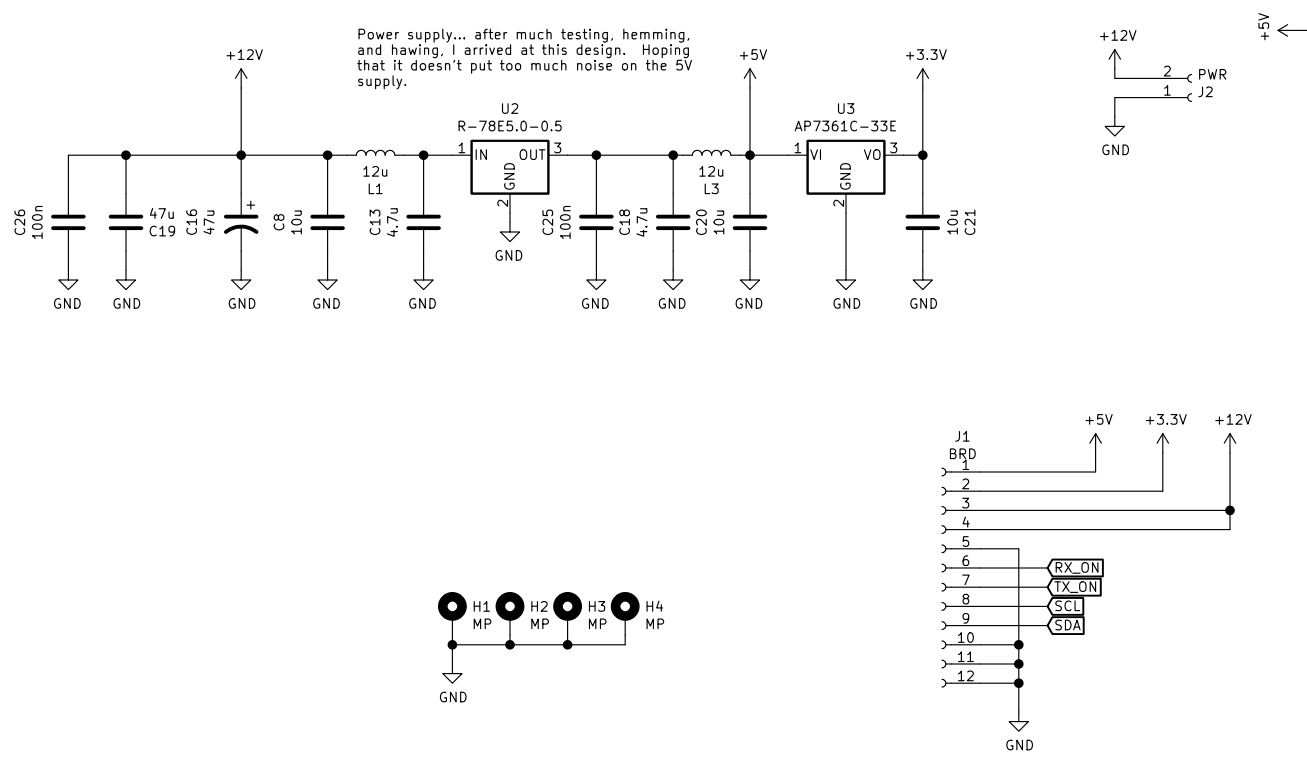 Power supply... after much testing, hemming,
and hawing, I arrived at this design.  Hoping
that it doesn't put too much noise on the 5V
supply.
+12V
+5V
+3.3V
+12V
+5V
2 PWR
1 J2
GND
U2
R-78E5.0-0.5
U3
AP7361C-33E
1 IN OUT 3
GND
2
GND
1 VI VO 3
GND
2
12u
L1
12u
L3
C26
100n
47u
C19
C16
47u
+
C8
10u
C13
4.7u
C25
100n
C18
4.7u
C20
10u
10u
C21
GND
GND
GND
GND
GND
GND
GND
GND
GND
GND
+5V
+3.3V
+12V
J1
BRD
1
2
3
4
5
6 RX_ON
7 TX_ON
8 SCL
9 SDA
10
11
12
GND
H1
MP
H2
MP
H3
MP
H4
MP
GND